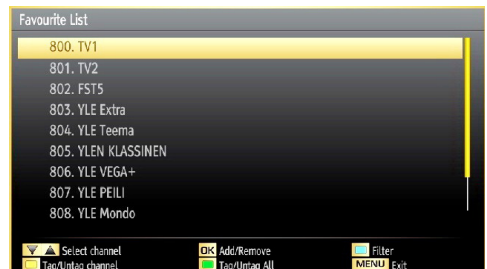 Favourite List
800. TV1
801. TV2
802. FST5
803. YLE Extra
804. YLE Teema
805. YLEN KLASSINEN
806. YLE VEGA+
807. YLE PEILI
808. YLE Mondo
Select channel OK Add/Remove Filter
Tag/Untag channel Tag/Untag All MENU Exit